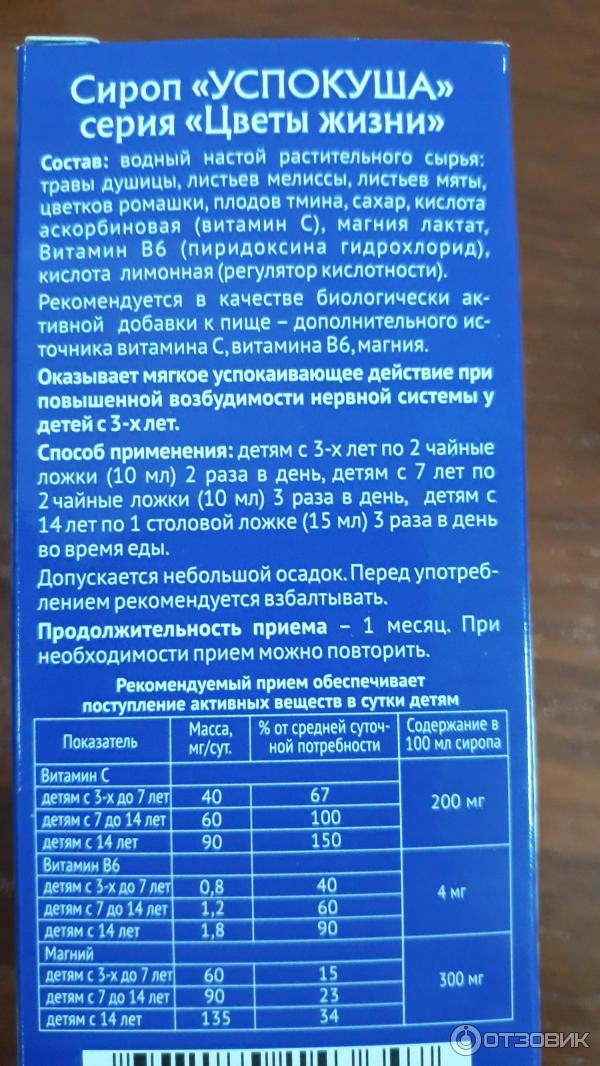 Сироп «УСПОКУША»
серия «Цветы жизни»
Состав: водный настой растительного сырья:
травы душицы, листьев мелиссы, листьев мяты,
цветков ромашки, плодов тмина, сахар, кислота
аскорбиновая (витамин С), магния лактат,
Витамин В6 (пиридоксина гидрохлорид),
кислота лимонная (регулятор кислотности).
Рекомендуется в качестве биологически ак-
тивной добавки к пище – дополнительного ис-
точника витамина С, витамина В6, магния.
Оказывает мягкое успокаивающее действие при
повышенной возбудимости нервной системы у
детей с 3-х лет.
Способ применения: детям с 3-х лет по 2 чайные
ложки (10 мл) 2 раза в день, детям с 7 лет по
2 чайные ложки (10 мл) 3 раза в день, детям с
14 лет по 1 столовой ложке (15 мл) 3 раза в день
во время еды.
Допускается небольшой осадок. Перед употреб-
лением рекомендуется взбалтывать.
Продолжительность приема – 1 месяц. При
необходимости прием можно повторить.
Рекомендуемый прием обеспечивает
поступление активных веществ в сутки детям
Показатель Масса, мг/сут. % от средней суточ-ной потребности Содержание в 100 мл сиропа
Витамин С
детям с 3-х до 7 лет 40 67
детям с 7 до 14 лет 60 100 200 мг
детям с 14 лет 90 150
Витамин В6
детям с 3-х до 7 лет 0,8 40
детям с 7 до 14 лет 1,2 60 4 мг
детям с 14 лет 1,8 90
Магний
детям с 3-х до 7 лет 60 15
детям с 7 до 14 лет 90 23 300 мг
детям с 14 лет 135 34
ОТЗОВИК